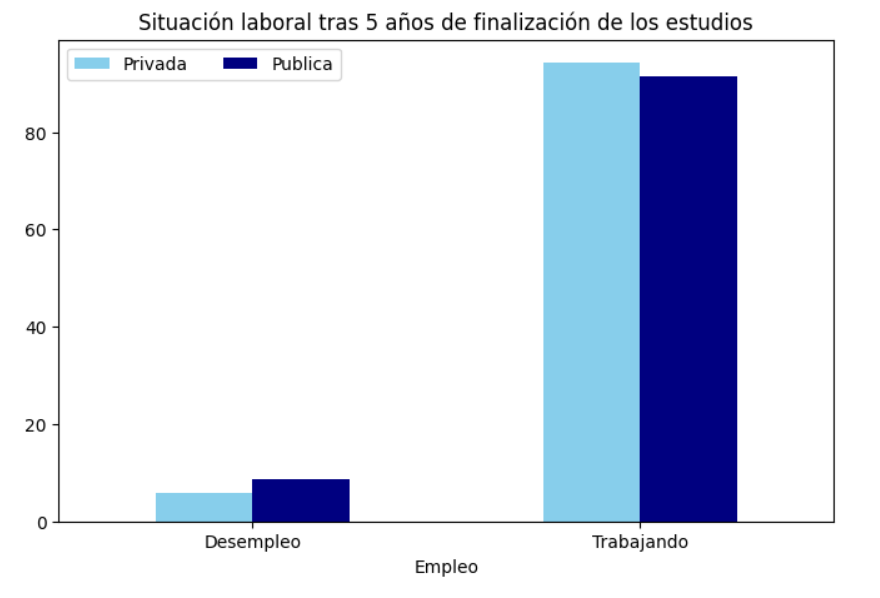 Situación laboral tras 5 años de finalización de los estudios
Privada Publica
80
60
40
20
0
Desempleo Trabajando
Empleo